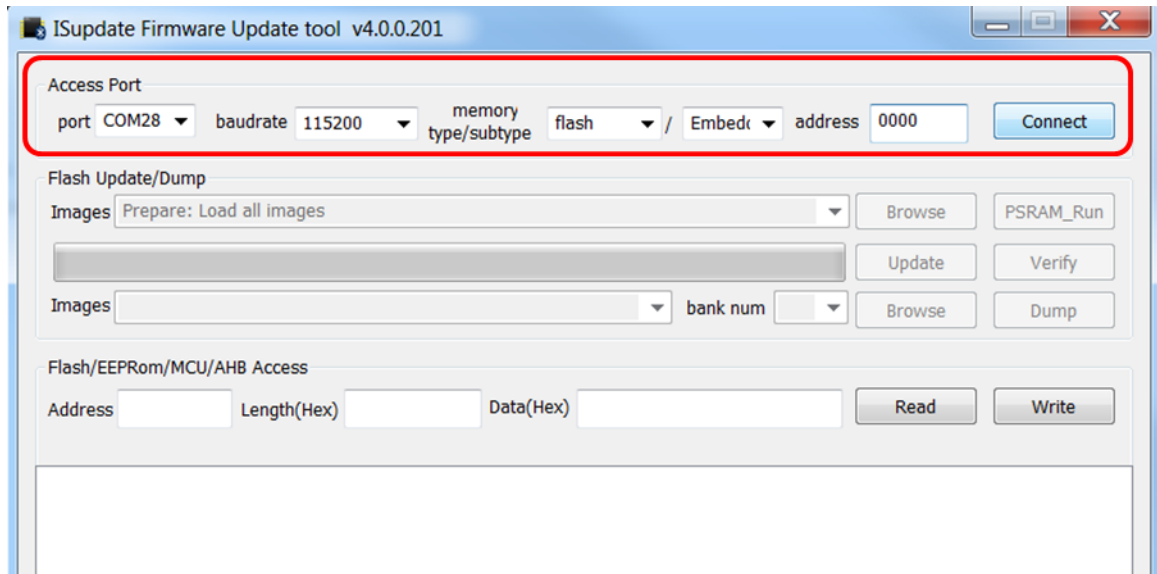 ISupdate Firmware Update tool v4.0.0.201
Access Port
port COM28 baudrate 115200 memory type/subtype flash / Embedd address 0000 Connect
Flash Update/Dump
Images Prepare: Load all images Browse PSRAM_Run
Update Verify
Images bank num Browse Dump
Flash/EEPRom/MCU/AHB Access
Address Length(Hex) Data(Hex) Read Write